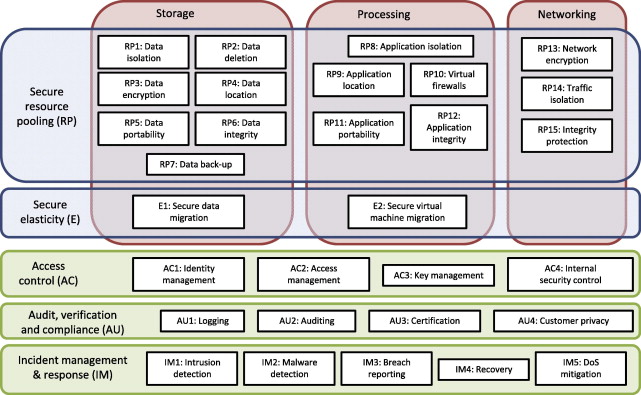 Storage
Processing
Networking
Secure
resource
pooling (RP)
RP1: Data
isolation
RP2: Data
deletion
RP3: Data
encryption
RP4: Data
location
RP5: Data
portability
RP6: Data
integrity
RP7: Data back-up
RP8: Application isolation
RP9: Application
location
RP10: Virtual
firewalls
RP11: Application
portability
RP12:
Application
integrity
RP13: Network
encryption
RP14: Traffic
isolation
RP15: Integrity
protection
Secure
elasticity (E)
E1: Secure data
migration
E2: Secure virtual
machine migration
Access
control (AC)
AC1: Identity
management
AC2: Access
management
AC3: Key management
AC4: Internal
security control
Audit, verification
and compliance (AU)
AU1: Logging
AU2: Auditing
AU3: Certification
AU4: Customer privacy
Incident management
& response (IM)
IM1: Intrusion
detection
IM2: Malware
detection
IM3: Breach
reporting
IM4: Recovery
IM5: DoS
mitigation